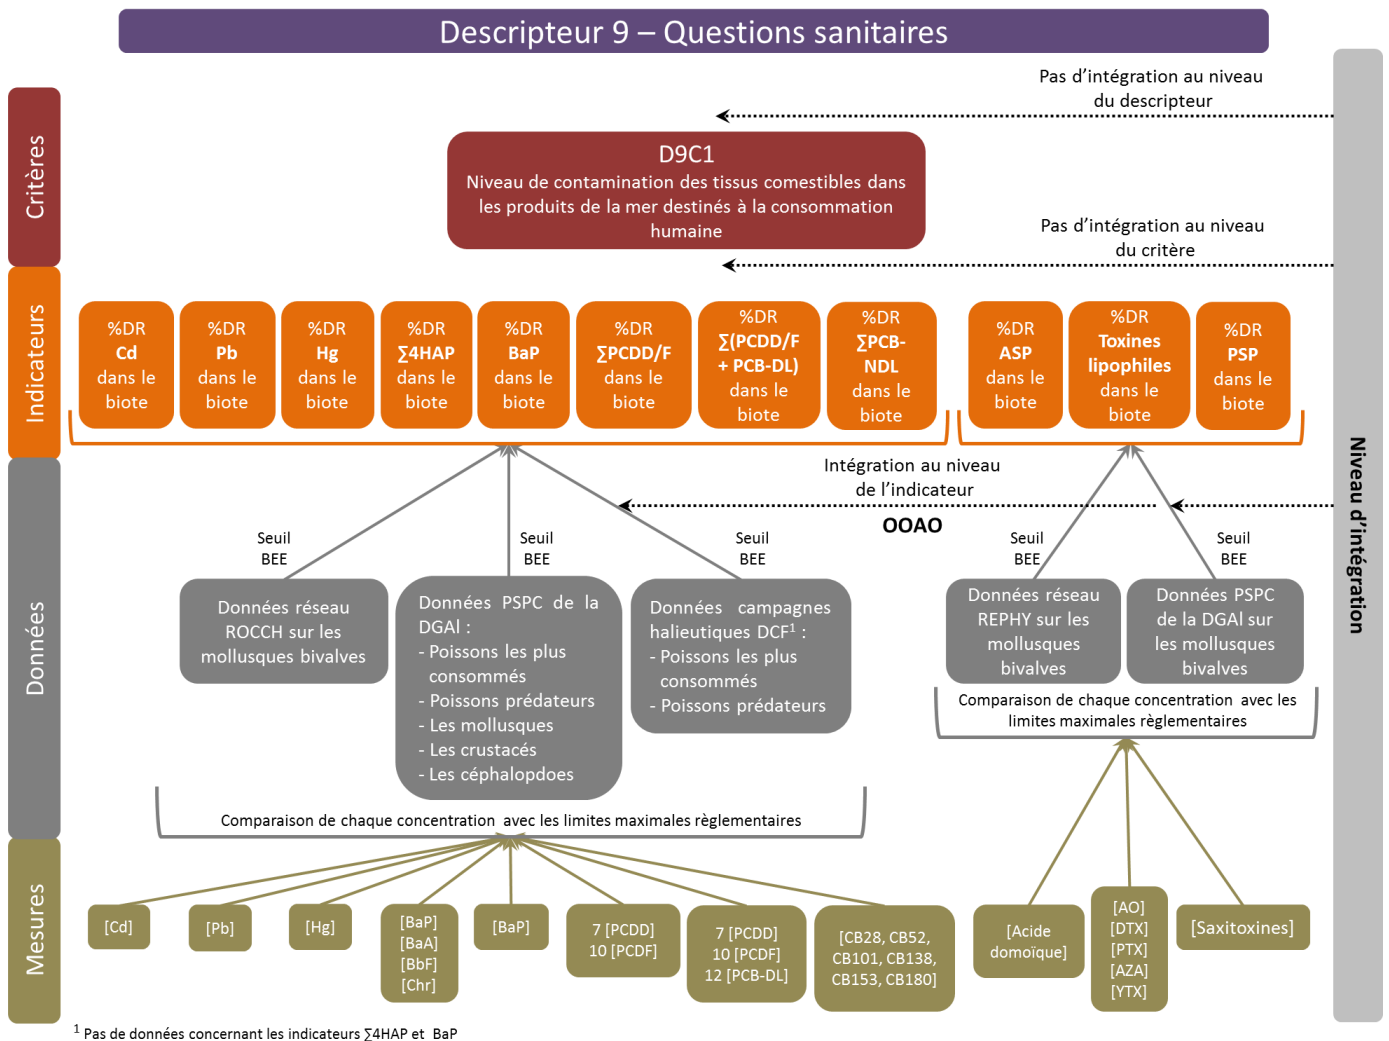 Descripteur 9 – Questions sanitaires
Pas d'intégration au niveau
du descripteur
Critères
D9C1
Niveau de contamination des tissus comestibles dans
les produits de la mer destinés à la consommation
humaine
Pas d'intégration au niveau
du critère
Indicateurs
%DR
Cd
dans le
biote
%DR
Pb
dans le
biote
%DR
Hg
dans le
biote
%DR
∑4HAP
dans le
biote
%DR
BaP
dans le
biote
%DR
∑PCDD/F
dans le
biote
%DR
∑(PCDD/F
+ PCB-DL)
dans le
biote
%DR
∑PCB-
NDL
dans le
biote
%DR
ASP
dans le
biote
%DR
Toxines
lipophiles
dans le
biote
%DR
PSP
dans le
biote
Niveau d'intégration
Intégration au niveau
de l'indicateur
OOAO
Données
Seuil
BEE
Seuil
BEE
Seuil
BEE
Seuil
BEE
Seuil
BEE
Données réseau
ROCCH sur les
mollusques bivalves
Données PSPC de la
DGAl :
- Poissons les plus
consommés
- Poissons prédateurs
- Les mollusques
- Les crustacés
- Les céphalopdoes
Données campagnes
halieutiques DCF1 :
- Poissons les plus
consommés
- Poissons prédateurs
Données réseau
REPHY sur les
mollusques
bivalves
Données PSPC
de la DGAl sur
les mollusques
bivalves
Comparaison de chaque concentration avec les
limites maximales règlementaires
Comparaison de chaque concentration avec les limites maximales règlementaires
Mesures
[Cd]
[Pb]
[Hg]
[BaP]
[BaA]
[BbF]
[Chr]
[BaP]
7 [PCDD]
10 [PCDF]
7 [PCDD]
10 [PCDF]
12 [PCB-DL]
[CB28, CB52,
CB101, CB138,
CB153, CB180]
[Acide
domoïque]
[AO]
[DTX]
[PTX]
[AZA]
[YTX]
[Saxitoxines]
1 Pas de données concernant les indicateurs ∑4HAP et BaP